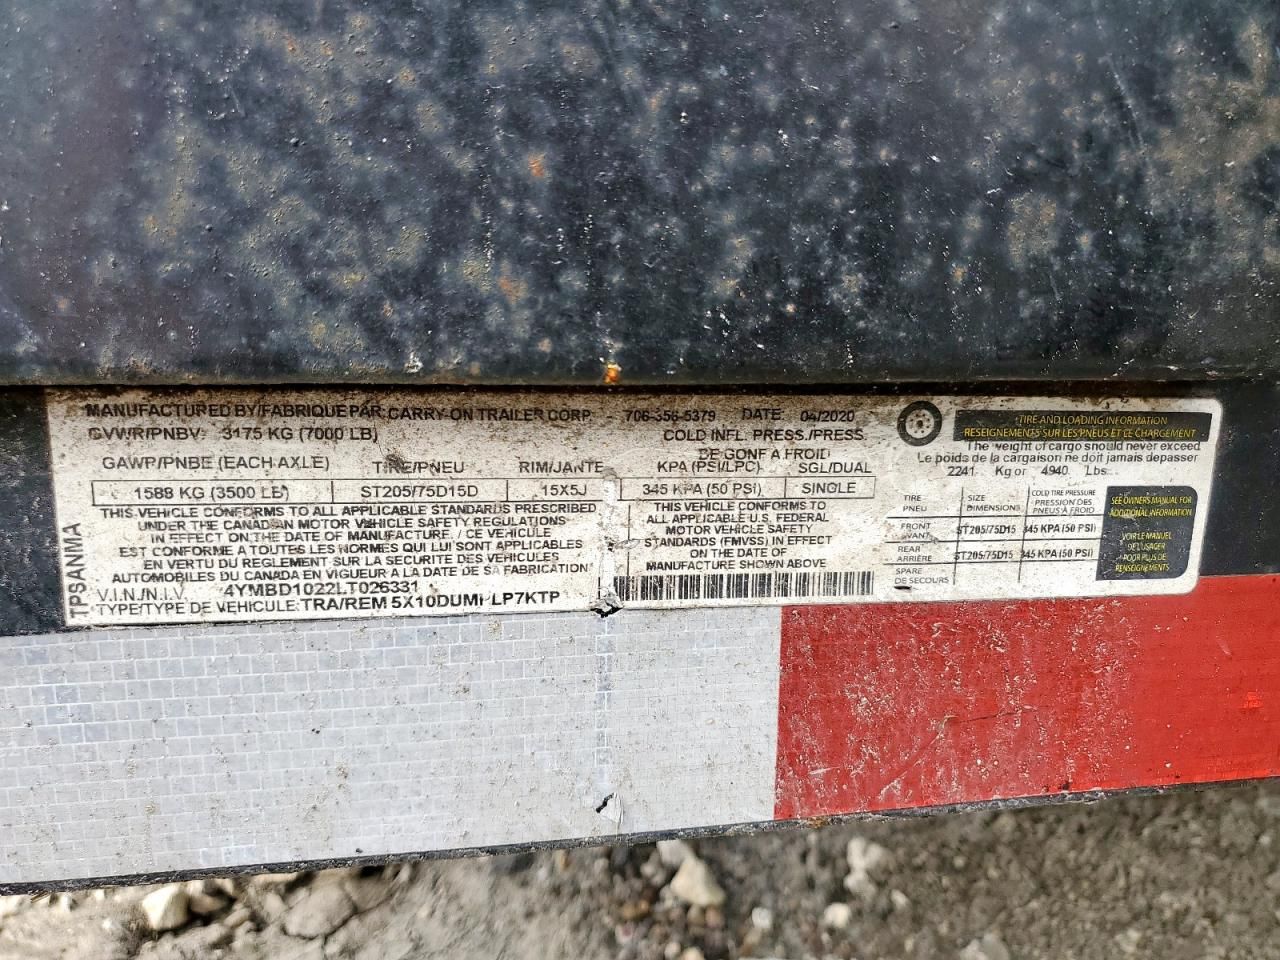 MANUFACTURED BY/FABRIQUE PAR: CARRY-ON TRAILER CORP. - 706-356-5379 DATE: 04/2020
GVW/R/PNBV: 3175 KG (7000 LB) COLD INFL. PRESS./PRESS.
DE GONF A FROID
GAWP/PNBE (EACH AXLE) TIRE/PNEU RIM/JANTE KPA (PSI/LPC) SGL/DUAL
1588 KG (3500 LB) ST205/75D15D 15X5J 345 KPA (50 PSI) SINGLE
THIS VEHICLE CONFORMS TO ALL APPLICABLE STANDARDS PRESCRIBED
UNDER THE CANADIAN MOTOR VEHICLE SAFETY REGULATIONS
IN EFFECT ON THE DATE OF MANUFACTURE. / CE VEHICULE
EST CONFORME A TOUTES LES NORMES QUI LUI SONT APPLICABLES
EN VERTU DU REGLEMENT SUR LA SECURITE DES VEHICULES
AUTOMOBILES DU CANADA EN VIGUEUR A LA DATE DE SA FABRICATION
V.I.N/N.I.V. 4YMBD1022LT026331
TYPE/TYPE DE VEHICULE: TRA/REM 5X10DUMP LP7KTP
THIS VEHICLE CONFORMS TO
ALL APPLICABLE U.S. FEDERAL
MOTOR VEHICLE SAFETY
STANDARDS (FMVSS) IN EFFECT
ON THE DATE OF
MANUFACTURE SHOWN ABOVE
TPSANMA
TIRE AND LOADING INFORMATION
RESEIGNEMENTS SUR LES PNEUS ET CE CHARGEMENT
The weight of cargo should never exceed
Le poids de la cargaison ne doit jamais depasser
2241 Kg or 4940 Lbs.
TIRE
PNEU
SIZE
DIMENSIONS
COLD TIRE PRESSURE
PRESSION DES
PNEUS À FROID
FRONT
AVANT
ST205/75D15 345 KPA (50 PSI)
REAR
ARRIÈRE
ST205/75D15 345 KPA (50 PSI)
SPARE
DE SECOURS
SEE OWNERS MANUAL FOR
ADDITIONAL INFORMATION
VOIR LE MANUEL
DE L'USAGER
POUR PLUS DE
RENSEIGNEMENTS